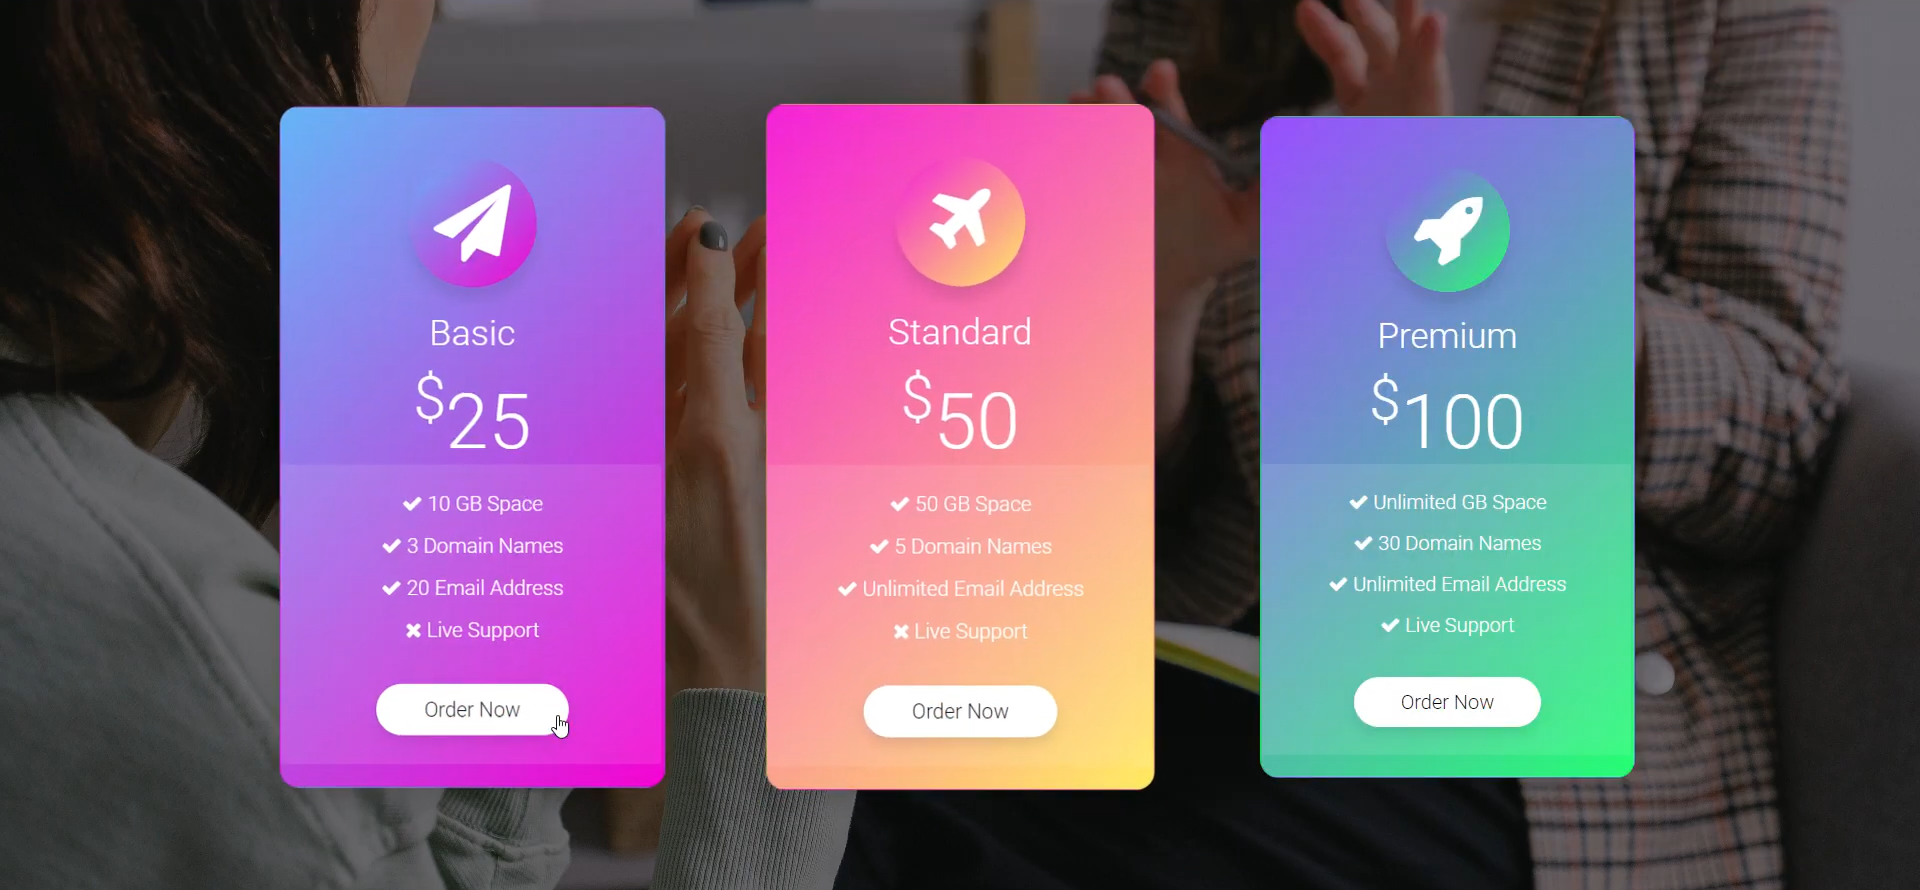 Basic
$25
10 GB Space
3 Domain Names
20 Email Address
Live Support
Order Now
Standard
$50
50 GB Space
5 Domain Names
Unlimited Email Address
Live Support
Order Now
Premium
$100
Unlimited GB Space
30 Domain Names
Unlimited Email Address
Live Support
Order Now